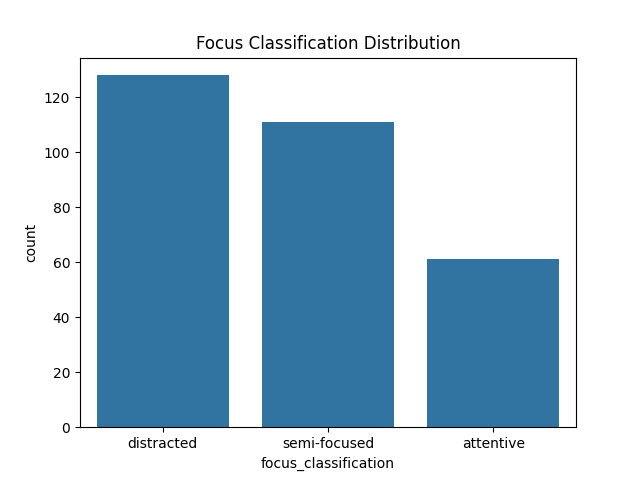 Focus Classification Distribution
count
120
100
80
60
40
20
0
distracted semi-focused attentive
focus_classification